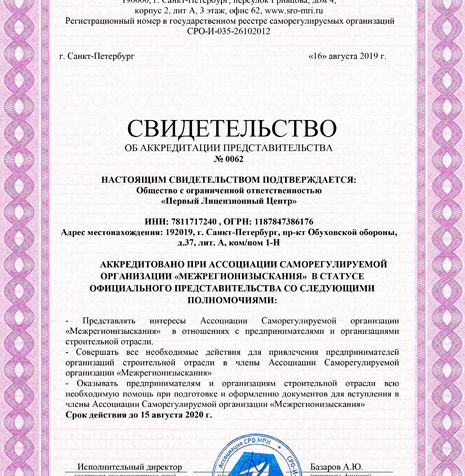 190000, г. Санкт-Петербург, переулок Гривцова, дом 4,
корпус 2, лит А, 3 этаж, офис 62, www.sro-mri.ru
Регистрационный номер в государственном реестре саморегулируемых организаций
СРО-И-035-26102012
г. Санкт-Петербург «16» августа 2019 г.
СВИДЕТЕЛЬСТВО
ОБ АККРЕДИТАЦИИ ПРЕДСТАВИТЕЛЬСТВА
№ 0062
НАСТОЯЩИМ СВИДЕТЕЛЬСТВОМ ПОДТВЕРЖДАЕТСЯ:
Общество с ограниченной ответственностью
«Первый Лицензионный Центр»
ИНН: 7811717240 , ОГРН: 1187847386176
Адрес местонахождения: 192019, г. Санкт-Петербург, пр-кт Обуховской обороны,
д.37, лит. А, ком/пом 1-Н
АККРЕДИТОВАНО ПРИ АССОЦИАЦИИ САМОРЕГУЛИРУЕМОЙ
ОРГАНИЗАЦИИ «МЕЖРЕГИОНИЗЫСКАНИЯ» В СТАТУСЕ
ОФИЦИАЛЬНОГО ПРЕДСТАВИТЕЛЬСТВА СО СЛЕДУЮЩИМИ
ПОЛНОМОЧИЯМИ:
- Представлять интересы Ассоциации Саморегулируемой организации
«Межрегионизыскания» в отношениях с предпринимателями и организациями
строительной отрасли.
- Совершать все необходимые действия для привлечения предпринимателей
организаций строительной отрасли в члены Ассоциации Саморегулируемой
организации «Межрегионизыскания»
- Оказывать предпринимателям и организациям строительной отрасли всю
необходимую помощь при подготовке и оформлению документов для вступления в
члены Ассоциации Саморегулируемой организации «Межрегионизыскания»
Срок действия до 15 августа 2020 г.
Ассоциация СРО МРИ
Исполнительный директор Базаров А.Ю.